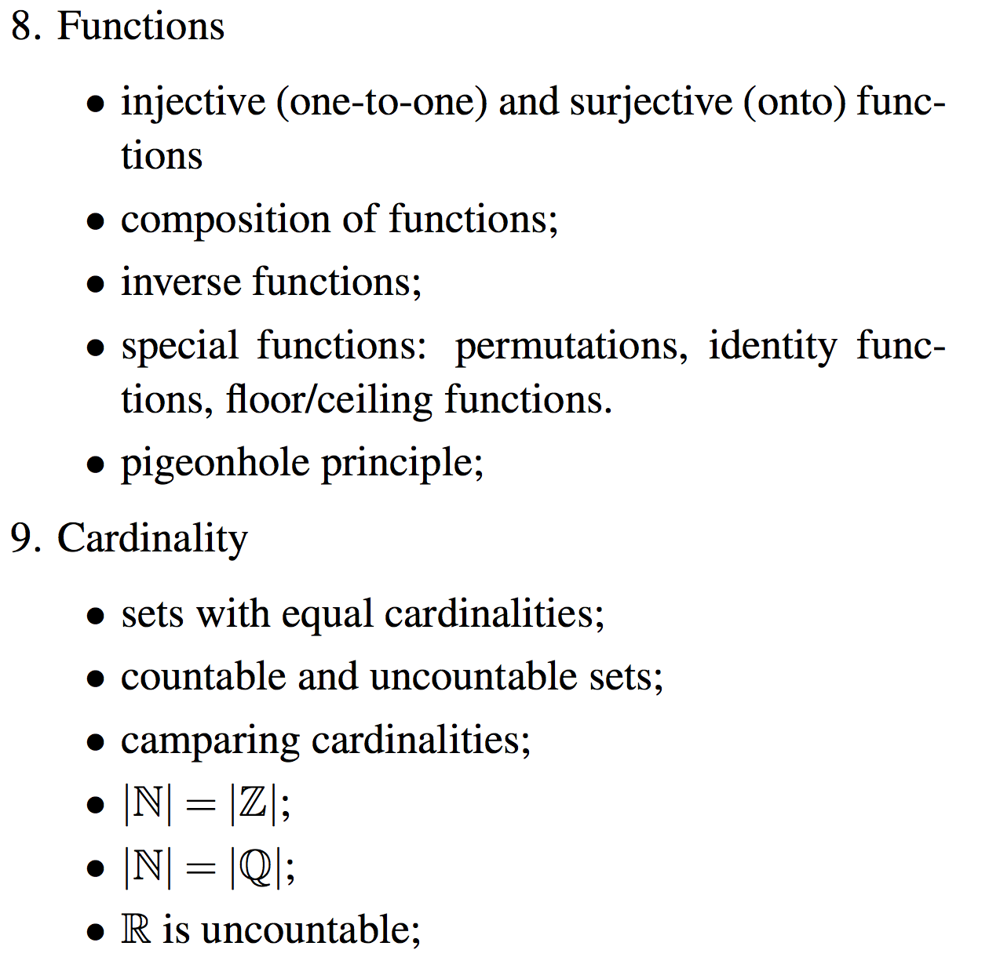 8. Functions
• injective (one-to-one) and surjective (onto) func-
tions
• composition of functions;
• inverse functions;
• special functions: permutations, identity func-
tions, floor/ceiling functions.
• pigeonhole principle;
9. Cardinality
• sets with equal cardinalities;
• countable and uncountable sets;
• camparing cardinalities;
• |ℕ| = |ℤ|;
• |ℕ| = |ℚ|;
• ℝ is uncountable;